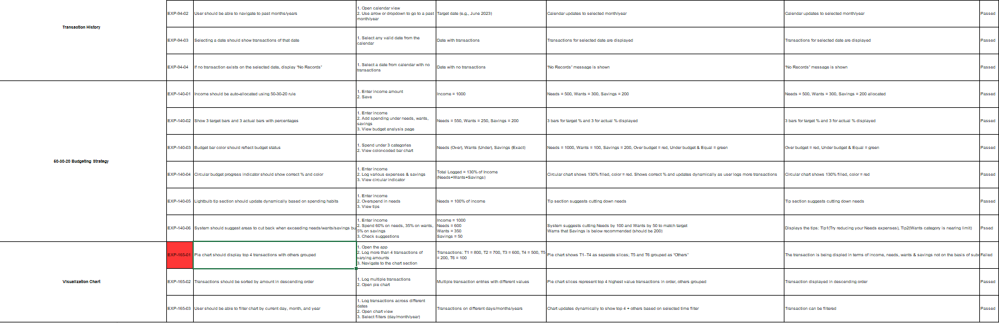 Transaction History
EXP-94-02
User should be able to navigate to past months/years
1. Open calendar view
2. Use arrow or dropdown to go to a past
month/year
Target date (e.g., June 2023)
Calendar updates to selected month/year
Calendar updates to selected month/year
Passed
EXP-94-03
Selecting a date should show transactions of that date
1. Select any valid date from the
calendar
Date with transactions
Transactions for selected date are displayed
Transactions for selected date are displayed
Passed
EXP-94-04
If no transaction exists on the selected date, display "No Records"
1. Select a date from calendar with no
transactions
Date with no transactions
"No Records" message is shown
"No Records" message is shown
Passed
50-30-20 Budgeting Strategy
EXP-140-01
Income should be auto-allocated using 50-30-20 rule
1. Enter income amount
2. Save
Income = 1000
Needs = 500, Wants = 300, Savings = 200
Needs = 500, Wants = 300, Savings = 200 allocated
Passed
EXP-140-02
Show 3 target bars and 3 actual bars with percentages
1. Enter income
2. Add spending under needs, wants,
savings
3. View budget analysis page
Needs = 550, Wants = 250, Savings = 200
3 bars for target % and 3 for actual % displayed
3 bars for target % and 3 for actual % displayed
Passed
EXP-140-03
Budget bar color should reflect budget status
1. Spend under 3 categories
2. View color-coded bar chart
Needs (Over), Wants (Under), Savings (Exact)
Needs = 1000, Wants = 100, Savings = 200, Over budget = red, Under budget & Equal = green
Over budget = red, Under budget & Equal = green
Passed
EXP-140-04
Circular budget progress indicator should show correct % and color
1. Enter income
2. Log various expenses & savings
3. View circular indicator
Total Logged = 130% of Income
(Needs+Wants+Savings)
Circular chart shows 130% filled, color = red. Shows correct % and updates dynamically as user logs more transactions
Circular chart shows 130% filled, color = red
Passed
EXP-140-05
Lightbulb tip section should update dynamically based on spending habits
1. Enter income
2. Overspend in needs
3. View tips
Needs = 100% of income
Tip section suggests cutting down needs
Tip section suggests cutting down needs
Passed
EXP-140-06
System should suggest areas to cut back when exceeding needs/wants/savings bu
1. Enter income
2. Spend 60% on needs, 35% on wants,
5% on savings
3. Check suggestions
Income = 1000
Needs = 600
Wants = 350
Savings = 50
System suggests cutting Needs by 100 and Wants by 50 to match target
Warns that Savings is below recommended (should be 200)
Displays the tips; Tip1(Try reducing your Needs expenses), Tip2(Wants category is nearing limit)
Pssed
Visualization Chart
EXP-165-01
Pie chart should display top 4 transactions with others grouped
1. Open the app
2. Log more than 4 transactions of
varying amounts
3. Navigate to the chart section
Transactions: T1 = 800, T2 = 700, T3 = 600, T4 = 500, T5
= 200, T6 = 100
Pie chart shows T1–T4 as separate slices; T5 and T6 grouped as "Others"
The transaction is being displed in terms of income, needs, wants & savings not on the basis of subc
Failed
EXP-165-02
Transactions should be sorted by amount in descending order
1. Log multiple transactions
2. Open pie chart
Multiple transaction entries with different values
Pie chart slices represent top 4 highest value transactions in order, others grouped
Transaction displayed in descending order
Passed
EXP-165-03
User should be able to filter chart by current day, month, and year
1. Log transactions across different
dates
2. Open chart view
3. Select filters (day/month/year)
Transactions on different days/months/years
Chart updates dynamically to show top 4 + others based on selected time filter
Transaction can be filtered
Passed